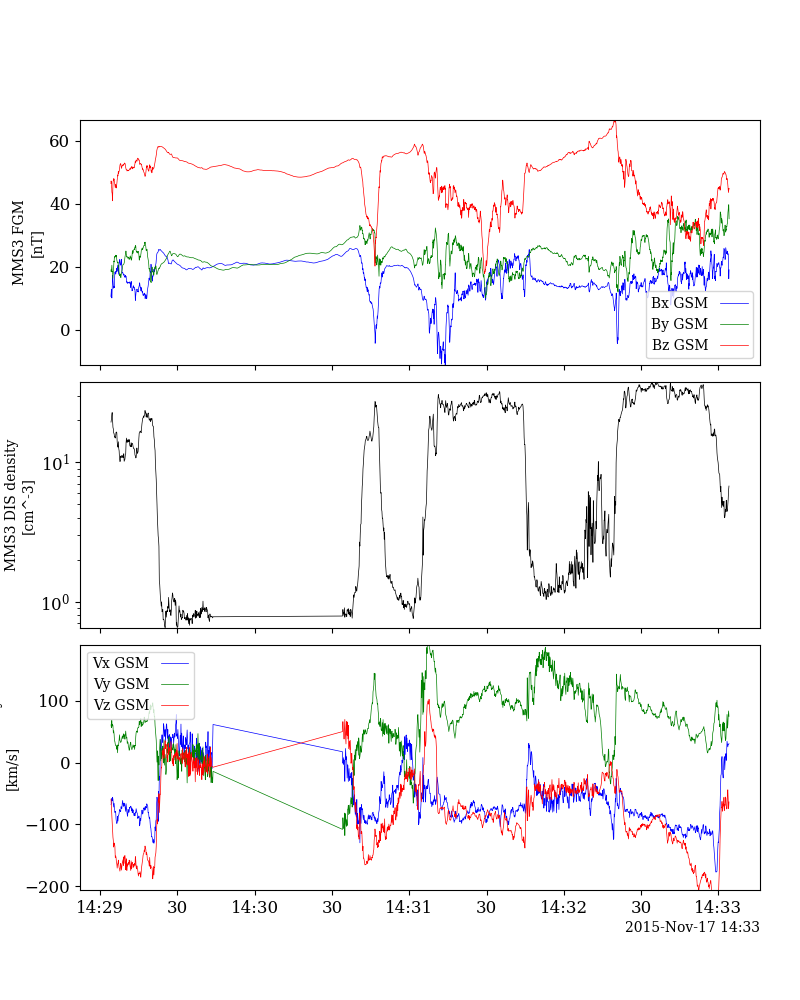 60
40
20
0
MMS3 FGM
[nT]
Bx GSM
By GSM
Bz GSM
10^1
10^0
MMS3 DIS density
[cm^-3]
Vx GSM
Vy GSM
Vz GSM
100
0
−100
−200
[km/s]
14:29 30 14:30 30 14:31 30 14:32 30 14:33
2015-Nov-17 14:33